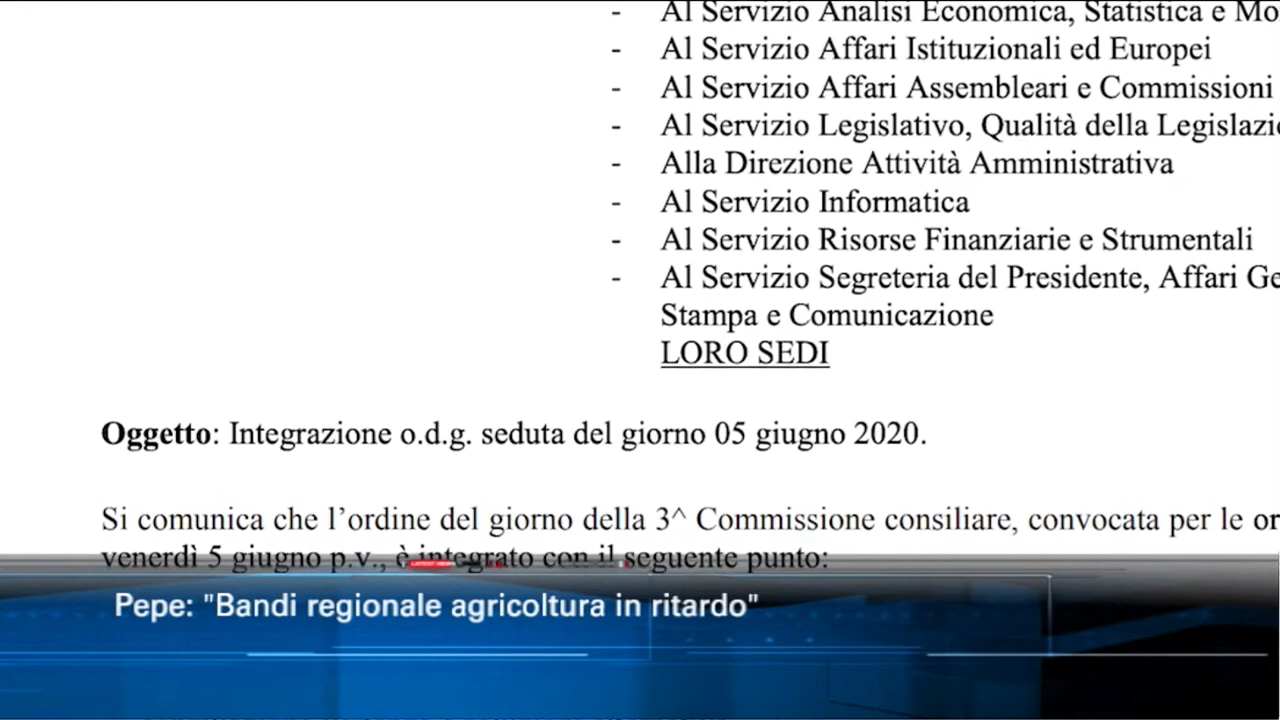 - Al Servizio Analisi Economica, Statistica e Mo
- Al Servizio Affari Istituzionali ed Europei
- Al Servizio Affari Assembleari e Commissioni
- Al Servizio Legislativo, Qualità della Legislazi
- Alla Direzione Attività Amministrativa
- Al Servizio Informatica
- Al Servizio Risorse Finanziarie e Strumentali
- Al Servizio Segreteria del Presidente, Affari Ge
Stampa e Comunicazione
LORO SEDI
Oggetto: Integrazione o.d.g. seduta del giorno 05 giugno 2020.
Si comunica che l’ordine del giorno della 3^ Commissione consiliare, convocata per le or
venerdì 5 giugno p.v., è integrato con il seguente punto:
LATEST NEWS
Pepe: "Bandi regionale agricoltura in ritardo"